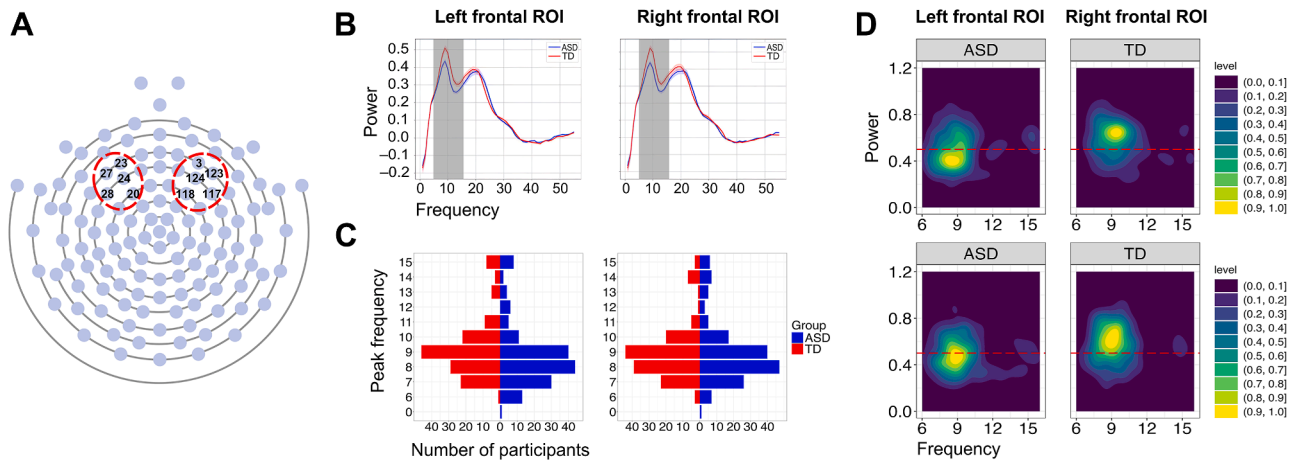 A
23
27
24
28
20
3
124
123
118
117
B
Left frontal ROI
Right frontal ROI
Power
0.5
0.4
0.3
0.2
0.1
0.0
−0.1
−0.2
ASD
TD
ASD
TD
0 10 20 30 40 50
0 10 20 30 40 50
Frequency
C
Peak frequency
15
14
13
12
11
10
9
8
7
6
0
15
14
13
12
11
10
9
8
7
6
0
Group
ASD
TD
40 30 20 10 0 10 20 30 40
40 30 20 10 0 10 20 30 40
Number of participants
D
Left frontal ROI
Right frontal ROI
ASD
TD
Power
1.2
0.8
0.4
0.0
6 9 12 15
6 9 12 15
level
(0.0, 0.1]
(0.1, 0.2]
(0.2, 0.3]
(0.3, 0.4]
(0.4, 0.5]
(0.5, 0.6]
(0.6, 0.7]
(0.7, 0.8]
(0.8, 0.9]
(0.9, 1.0]
ASD
TD
1.2
0.8
0.4
0.0
6 9 12 15
6 9 12 15
Frequency
level
(0.0, 0.1]
(0.1, 0.2]
(0.2, 0.3]
(0.3, 0.4]
(0.4, 0.5]
(0.5, 0.6]
(0.6, 0.7]
(0.7, 0.8]
(0.8, 0.9]
(0.9, 1.0]